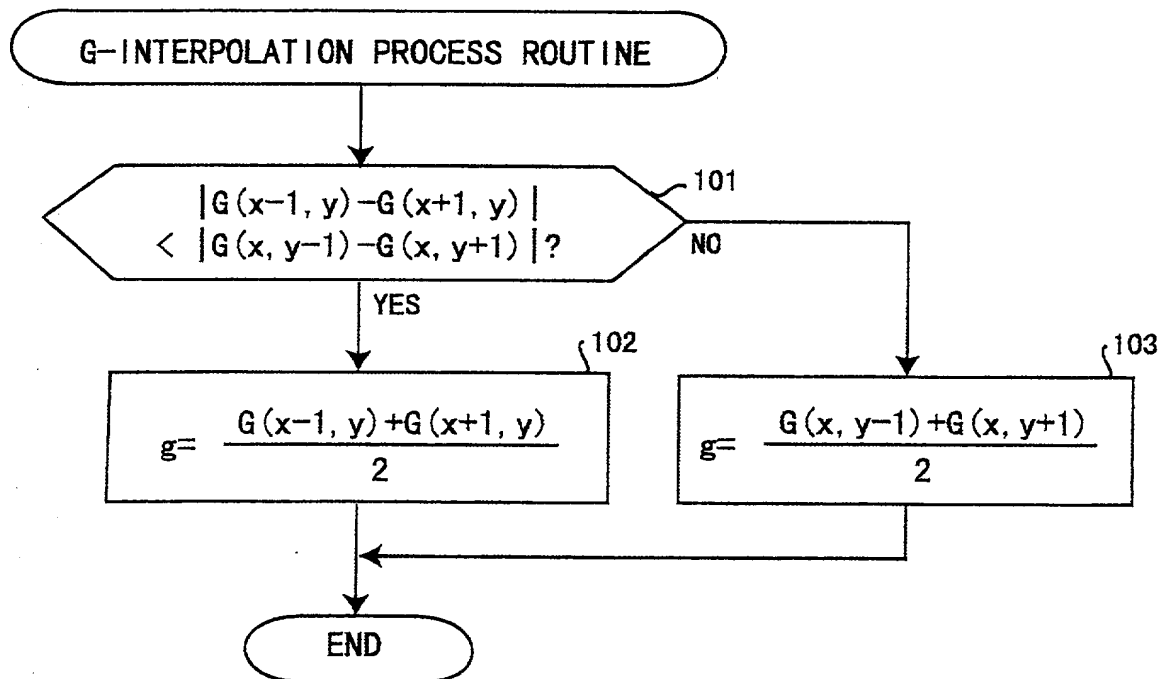 G-INTERPOLATION PROCESS ROUTINE
|G(x-1, y)-G(x+1, y)|
< |G(x, y-1)-G(x, y+1)|?
101
NO
YES
102
g= G(x-1, y)+G(x+1, y)
2
103
g= G(x, y-1)+G(x, y+1)
2
END